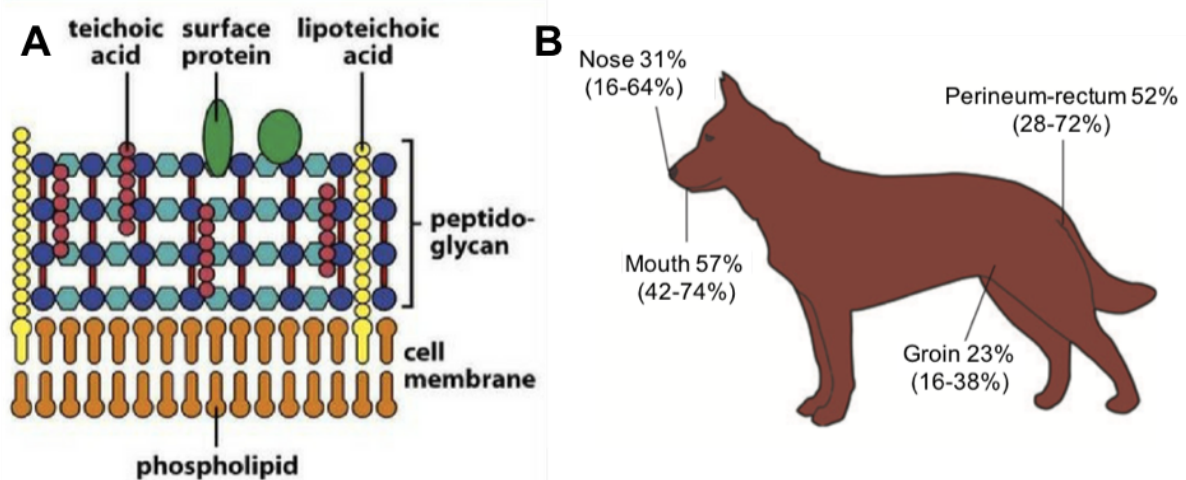 A
teichoic
acid
surface
protein
lipoteichoic
acid
peptido-
glycan
cell
membrane
phospholipid
B
Nose 31%
(16-64%)
Perineum-rectum 52%
(28-72%)
Mouth 57%
(42-74%)
Groin 23%
(16-38%)